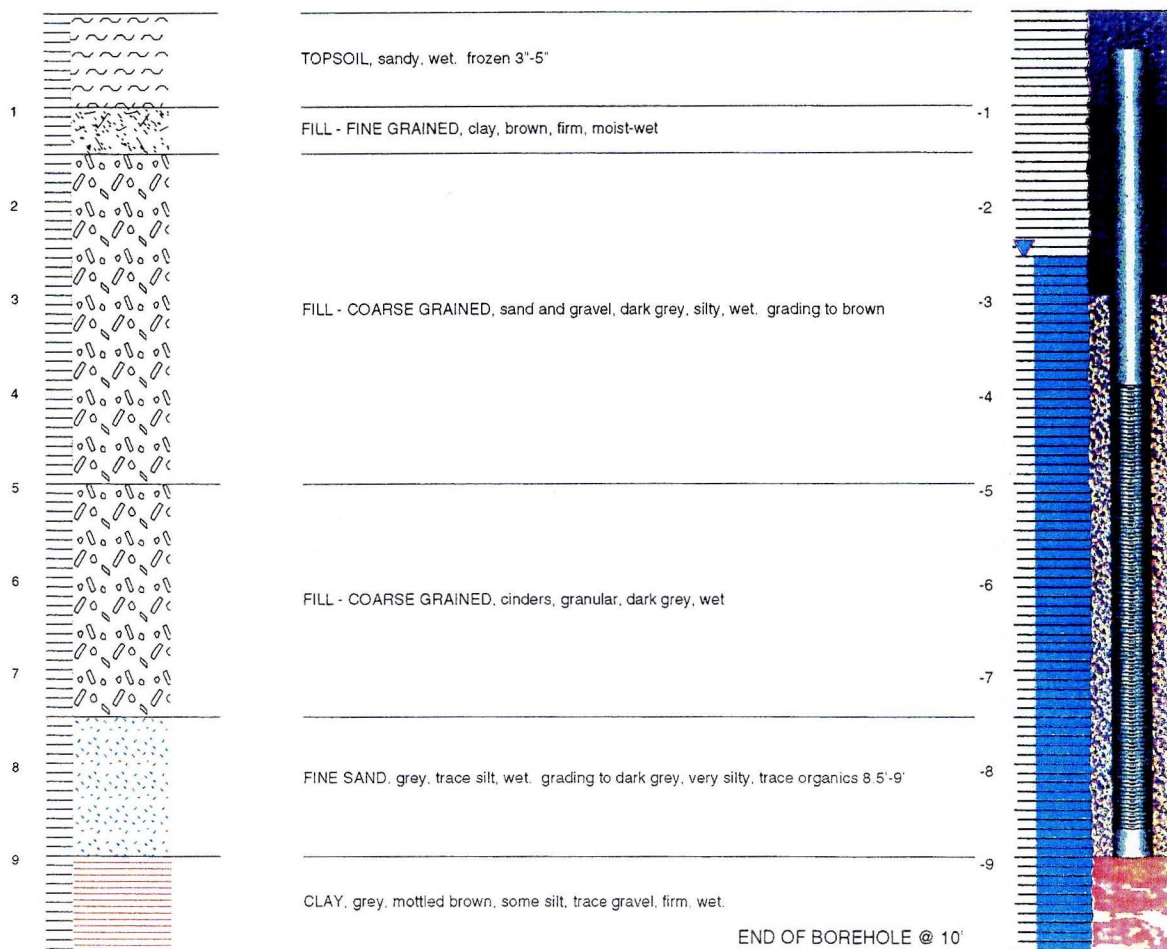 TOPSOIL, sandy, wet. frozen 3"-5"
1 -1
FILL - FINE GRAINED, clay, brown, firm, moist-wet
2 -2
3 -3
FILL - COARSE GRAINED, sand and gravel, dark grey, silty, wet. grading to brown
4 -4
5 -5
6 -6
FILL - COARSE GRAINED, cinders, granular, dark grey, wet
7 -7
8 -8
FINE SAND. grey, trace silt, wet. grading to dark grey, very silty, trace organics 8.5'-9'
9 -9
CLAY, grey, mottled brown, some silt, trace gravel, firm. wet.
END OF BOREHOLE @ 10'